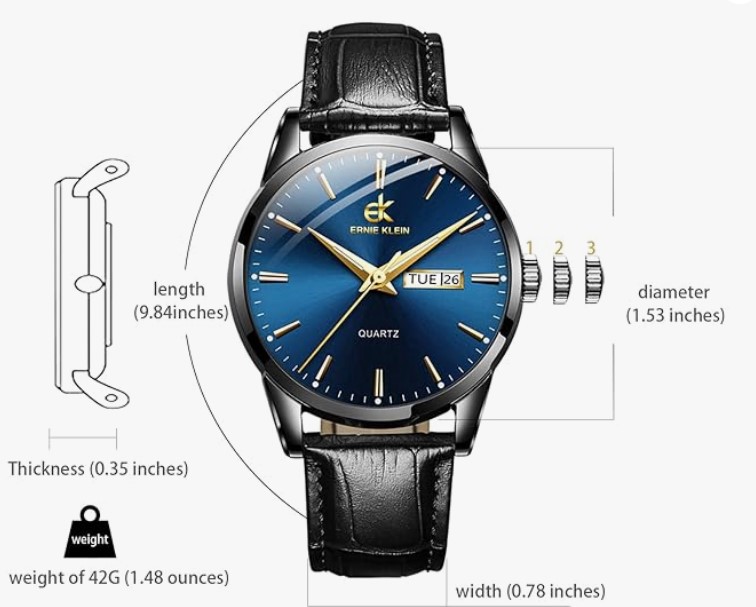 EK
ERNIE KLEIN
TUE 26
QUARTZ
1 2 3
length
(9.84inches)
diameter
(1.53 inches)
Thickness (0.35 inches)
weight
weight of 42G (1.48 ounces)
width (0.78 inches)